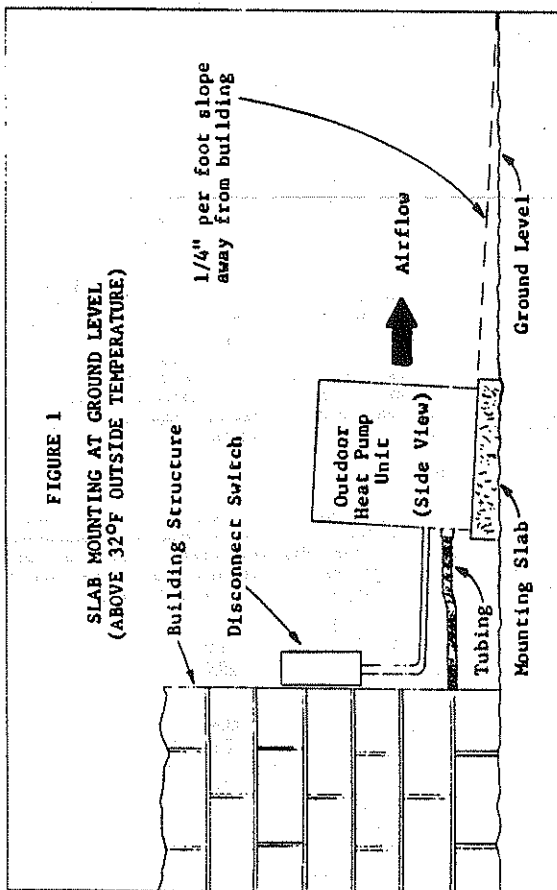 FIGURE 1
SLAB MOUNTING AT GROUND LEVEL
(ABOVE 32°F OUTSIDE TEMPERATURE)
Building Structure
Disconnect Switch
1/4" per foot slope
away from building
Outdoor
Heat Pump
Unit
(Side View)
Airflow
Tubing
Mounting Slab
Ground Level